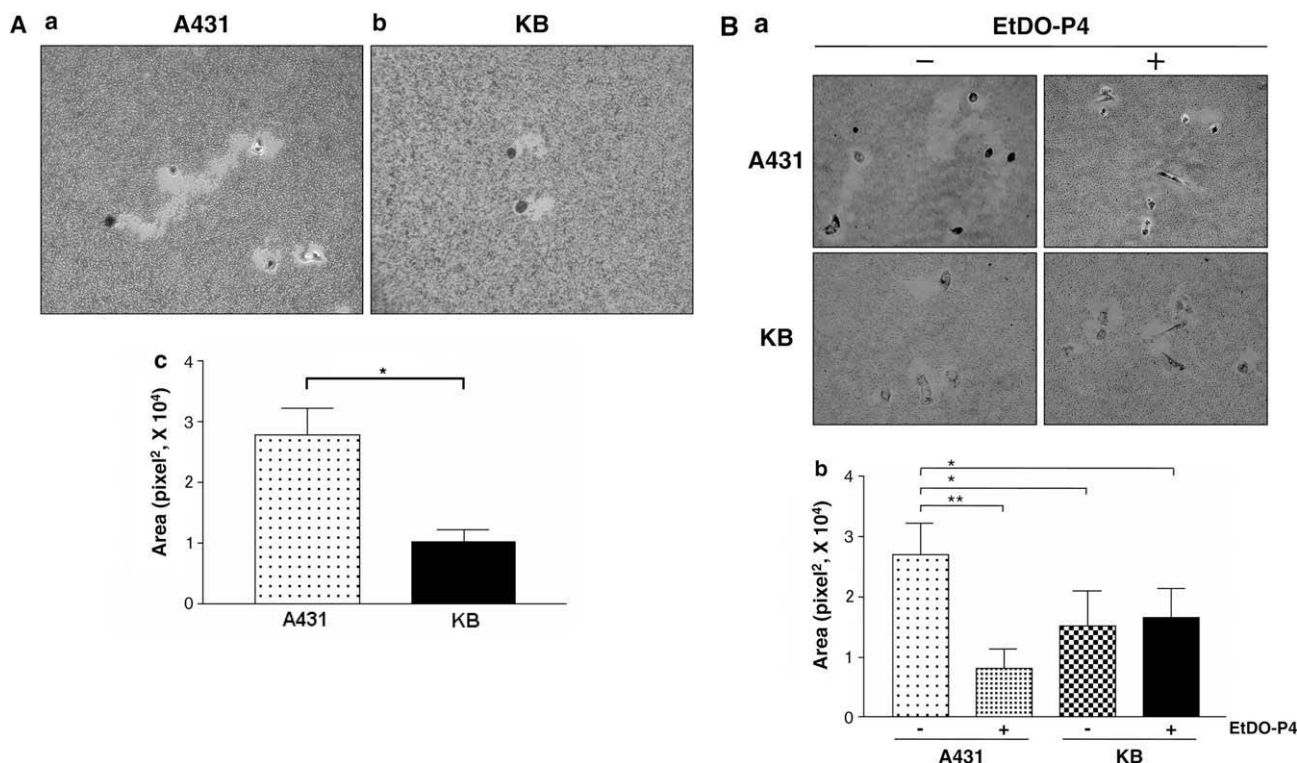 A a A431 b KB
B a EtDO-P4
− +
A431
KB
c
Area (pixel², X 10⁴)
4
3
2
1
0
*
A431 KB
b
Area (pixel², X 10⁴)
4
3
2
1
0
*
*
**
- + - + EtDO-P4
A431 KB